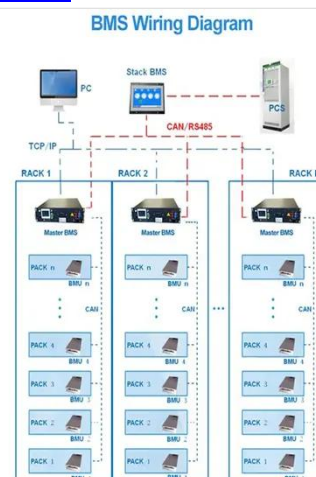 BMS Wiring Diagram
Stack BMS
PC
PCS
CAN/RS485
TCP/IP
RACK 1
RACK 2
RACK
Master BMS
Master BMS
Master BMS
PACK n
PACK n
PACK n
BMU n
BMU n
BMU n
CAN
CAN
CAN
PACK 4
PACK 4
PACK 4
BMU 4
BMU 4
BMU 4
PACK 3
PACK 3
PACK 3
BMU 3
BMU 3
BMU 3
PACK 2
PACK 2
PACK 2
BMU 2
BMU 2
BMU 2
PACK 1
PACK 1
PACK 1